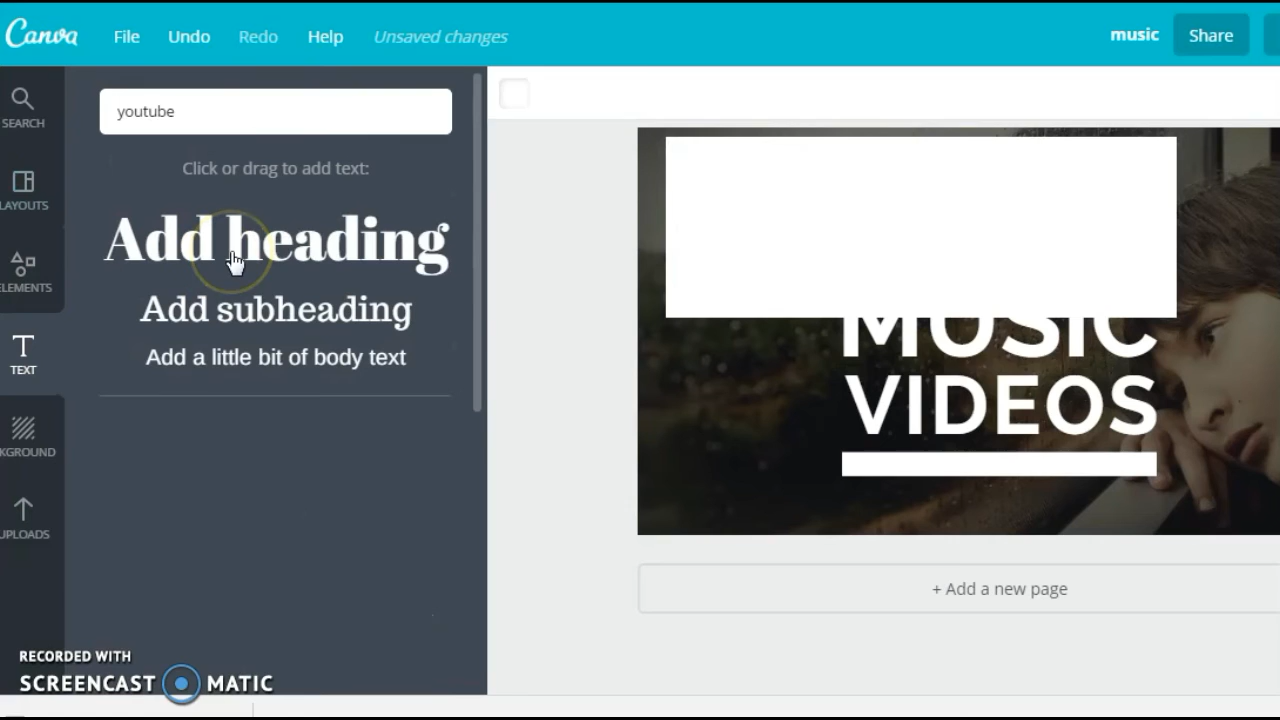 Canva File Undo Redo Help Unsaved changes music Share
SEARCH
LAYOUTS
ELEMENTS
TEXT
KGROUND
UPLOADS
youtube
Click or drag to add text:
Add heading
Add subheading
Add a little bit of body text
MUSIC
VIDEOS
+ Add a new page
RECORDED WITH
SCREENCAST MATIC